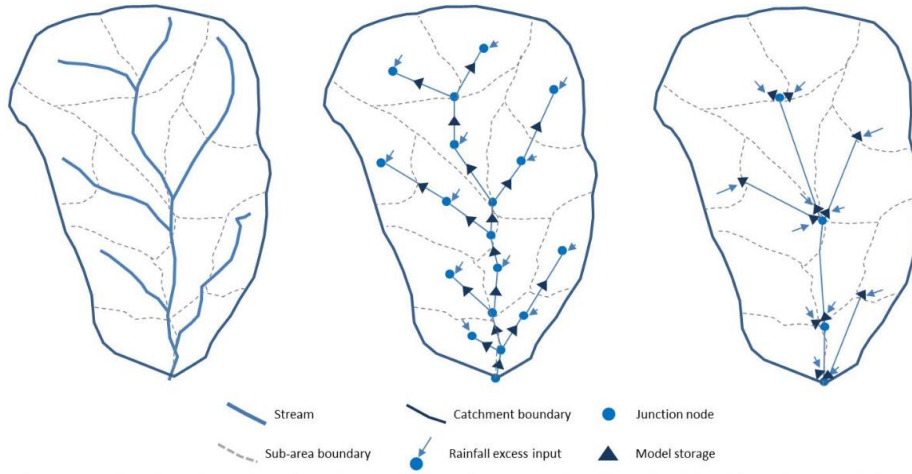 Stream
Catchment boundary
Junction node
Sub-area boundary
Rainfall excess input
Model storage